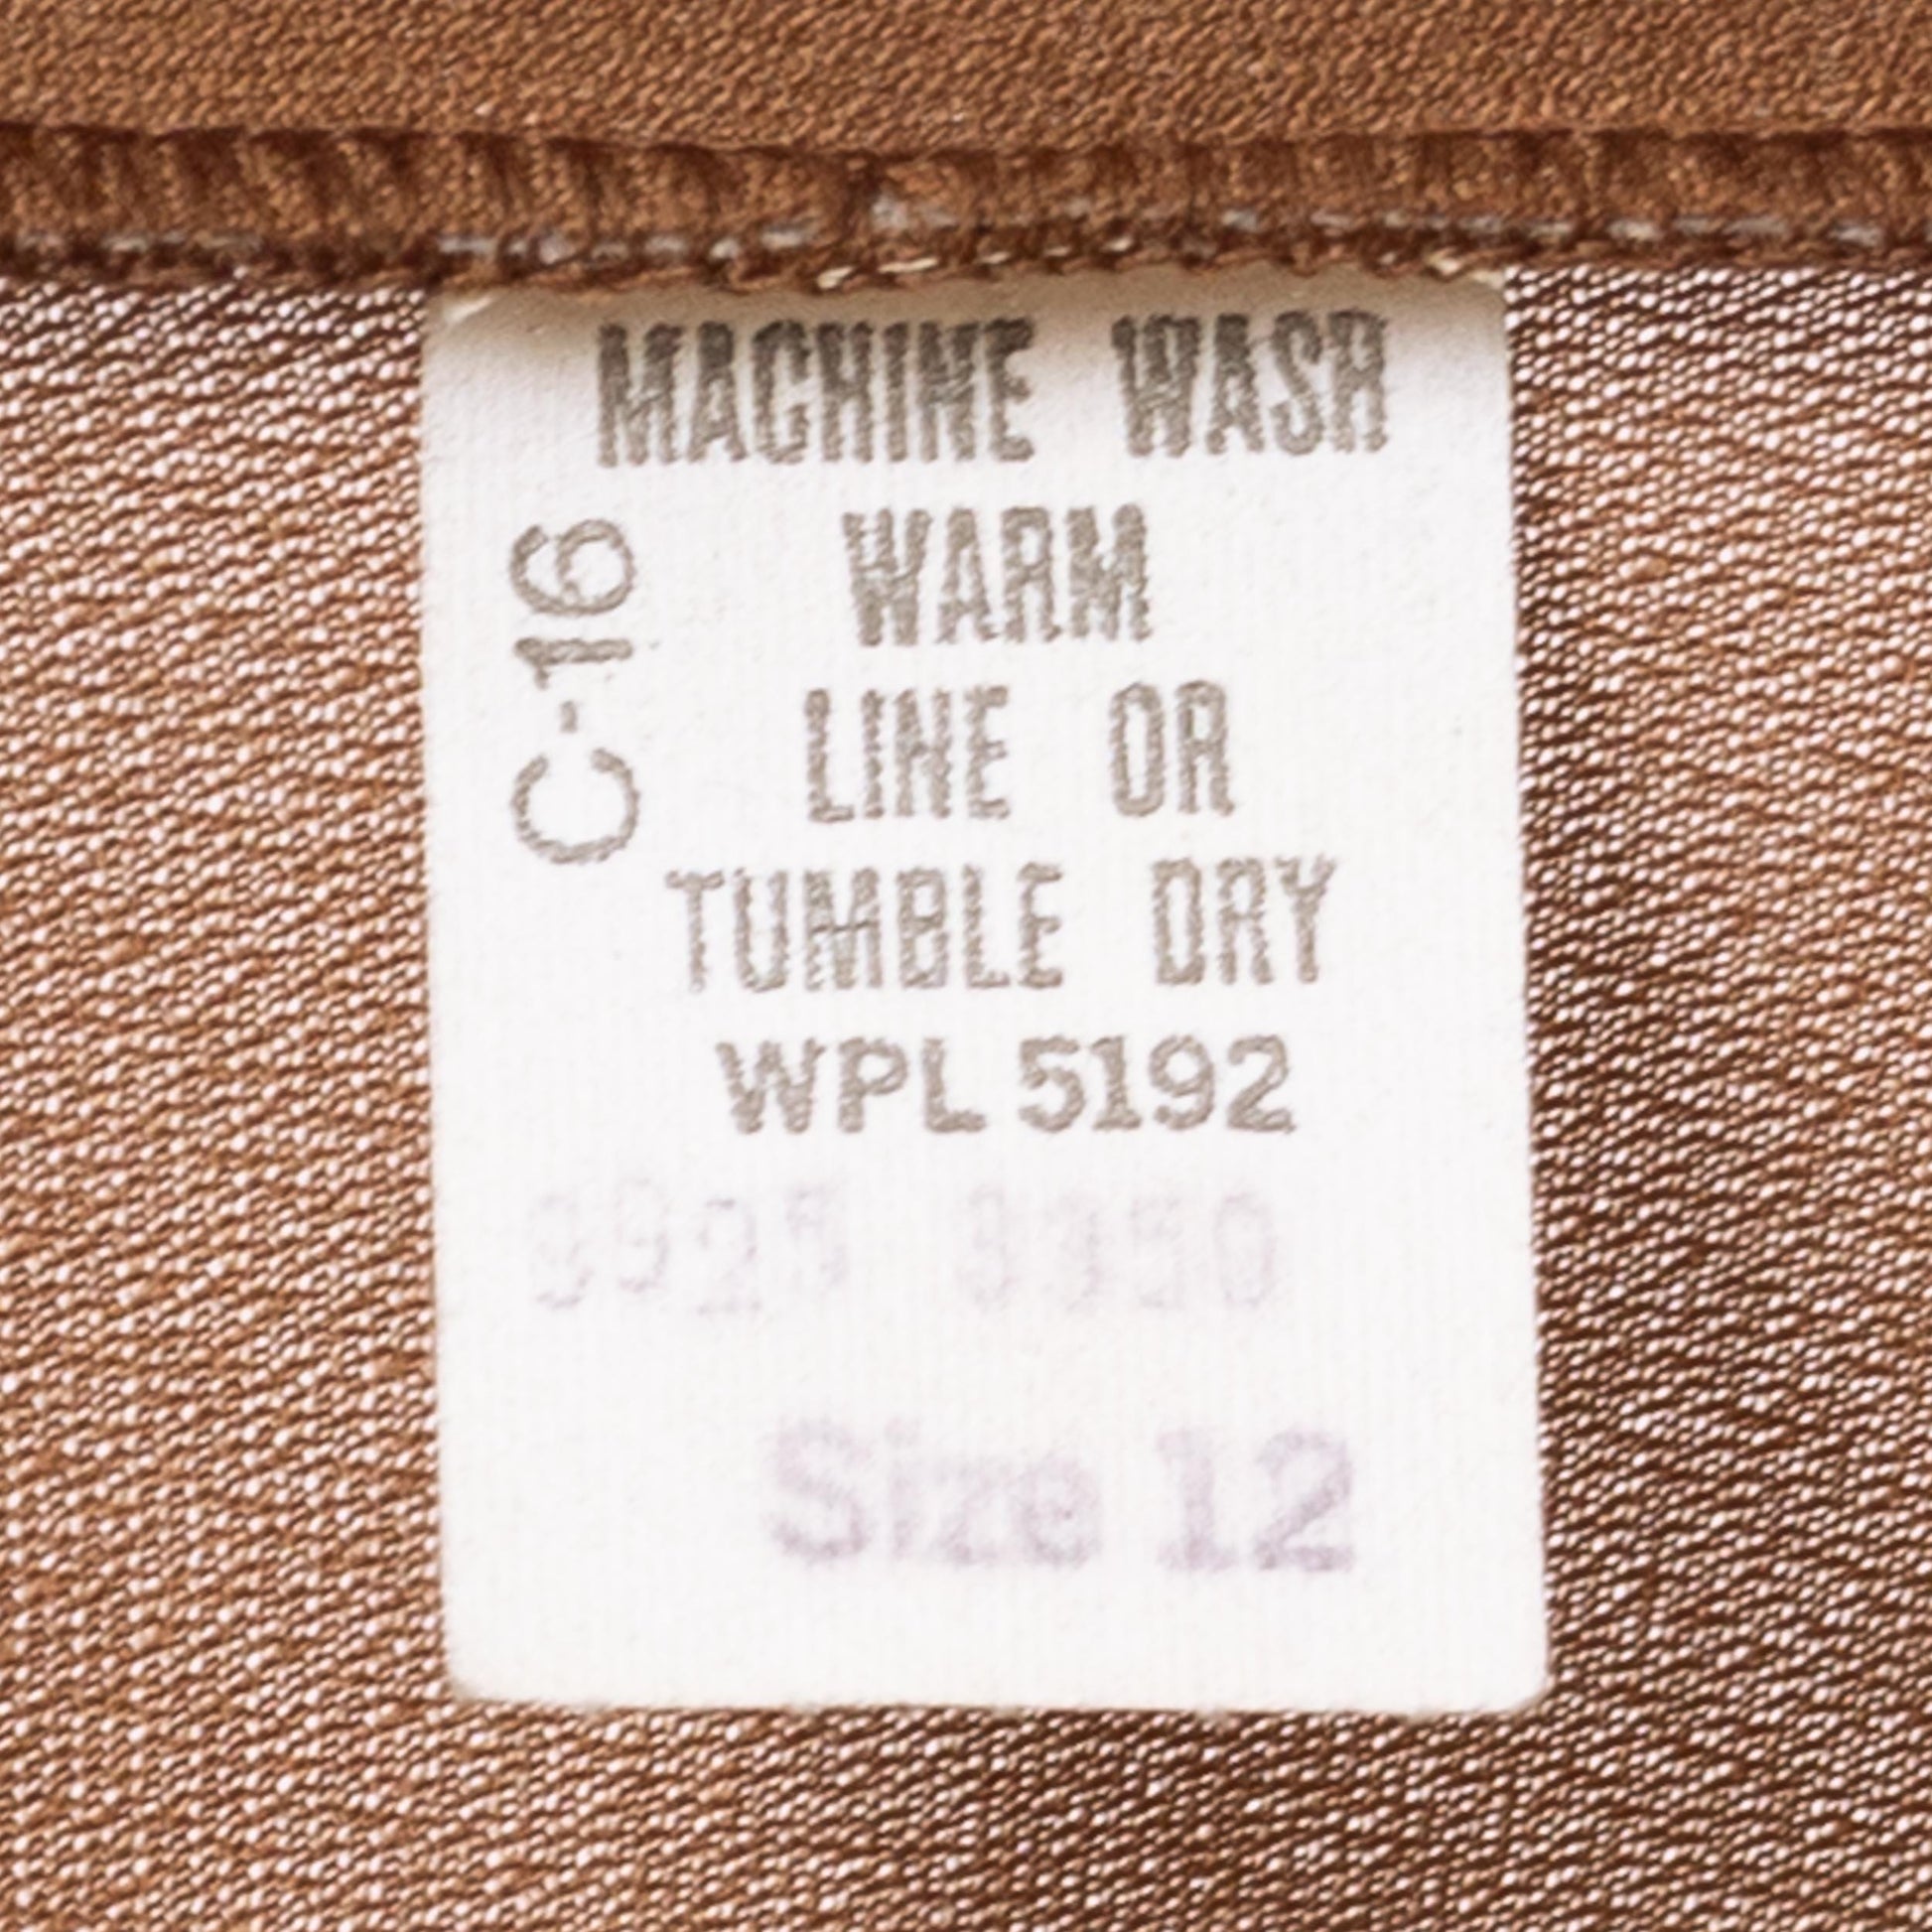 MACHINE WASH
WARM
LINE OR
TUMBLE DRY
WPL 5192
C-16
Size 12